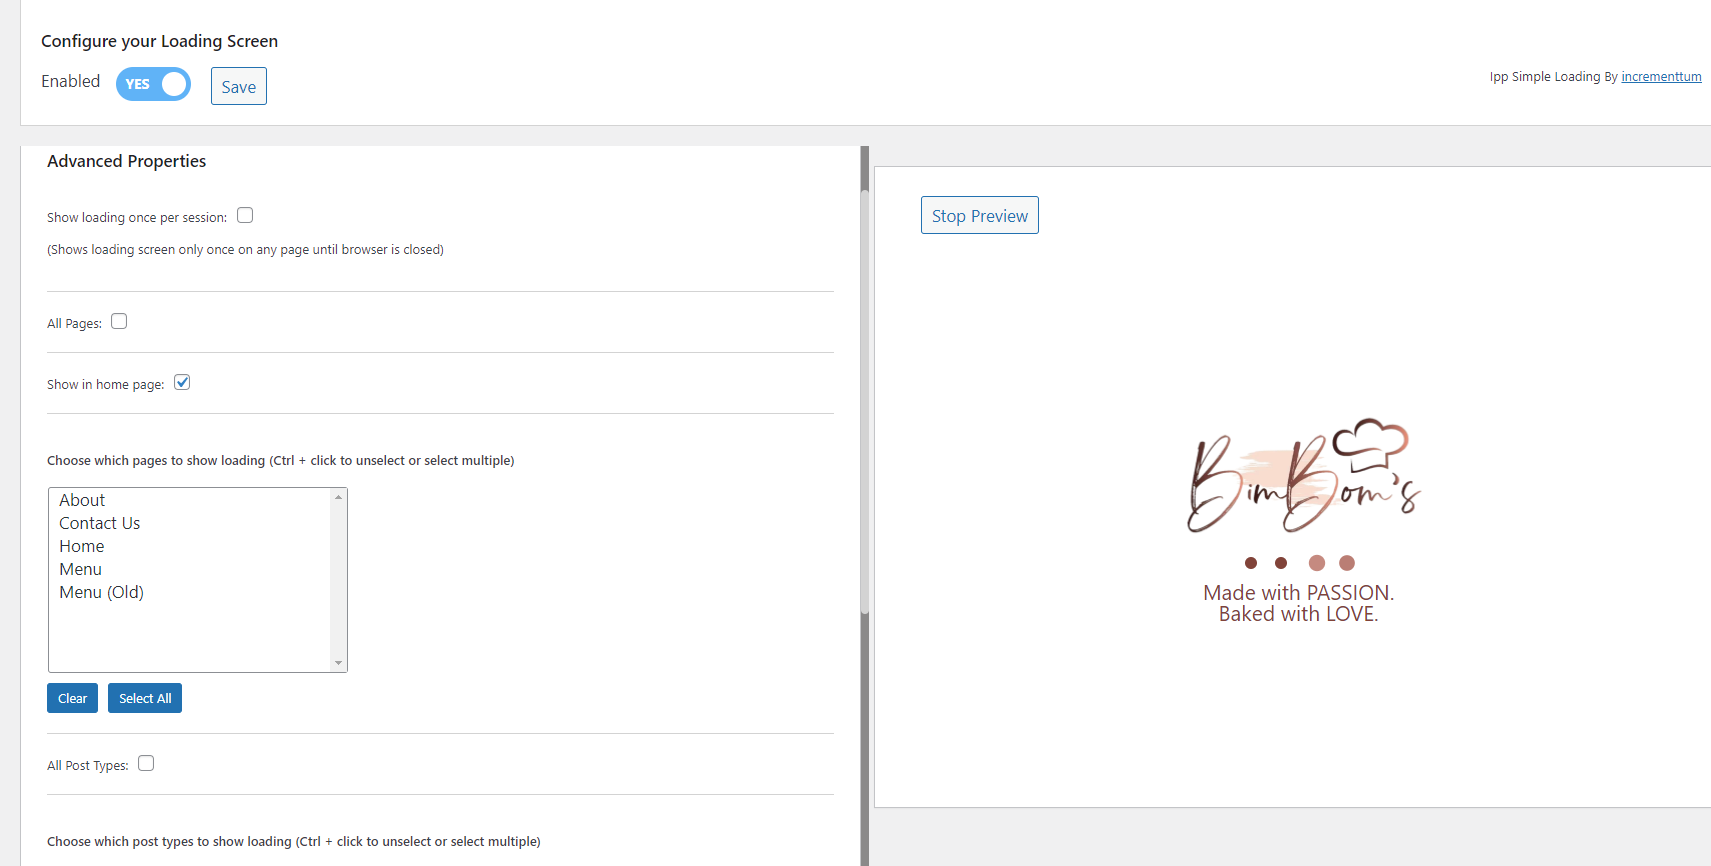 Configure your Loading Screen
Enabled YES Save
Ipp Simple Loading By incrementtum
Advanced Properties
Show loading once per session:
(Shows loading screen only once on any page until browser is closed)
All Pages:
Show in home page:
Choose which pages to show loading (Ctrl + click to unselect or select multiple)
About
Contact Us
Home
Menu
Menu (Old)
Clear Select All
All Post Types:
Choose which post types to show loading (Ctrl + click to unselect or select multiple)
Stop Preview
BimBom's
Made with PASSION.
Baked with LOVE.